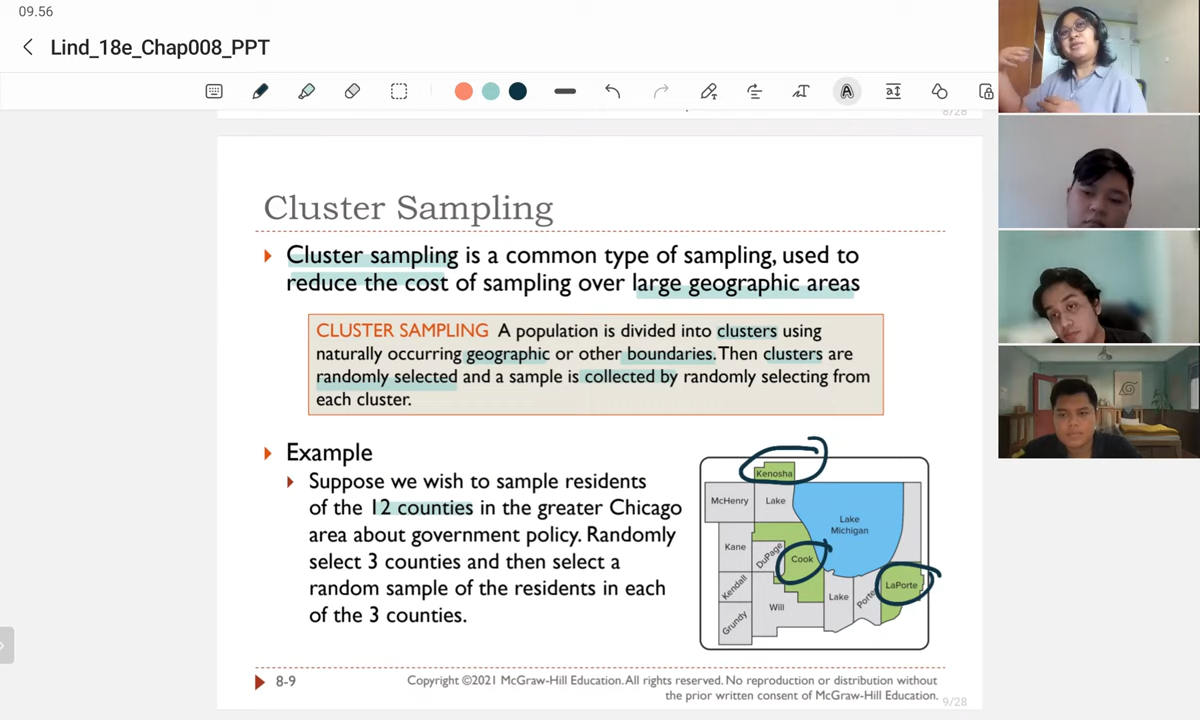 09.56
Lind_18e_Chap008_PPT
8/28
Cluster Sampling
Cluster sampling is a common type of sampling, used to
reduce the cost of sampling over large geographic areas
CLUSTER SAMPLING A population is divided into clusters using
naturally occurring geographic or other boundaries. Then clusters are
randomly selected and a sample is collected by randomly selecting from
each cluster.
Example
Suppose we wish to sample residents
of the 12 counties in the greater Chicago
area about government policy. Randomly
select 3 counties and then select a
random sample of the residents in each
of the 3 counties.
Kenosha
McHenry
Lake
Lake
Michigan
Kane
DuPage
Cook
Kendall
Will
Lake
Porter
LaPorte
Grundy
8-9
Copyright ©2021 McGraw-Hill Education. All rights reserved. No reproduction or distribution without
the prior written consent of McGraw-Hill Education.
9/28